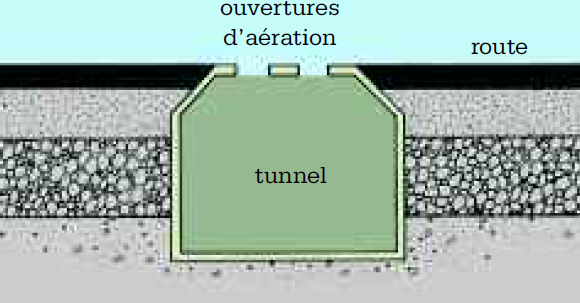 ouvertures
d’aération
route
tunnel